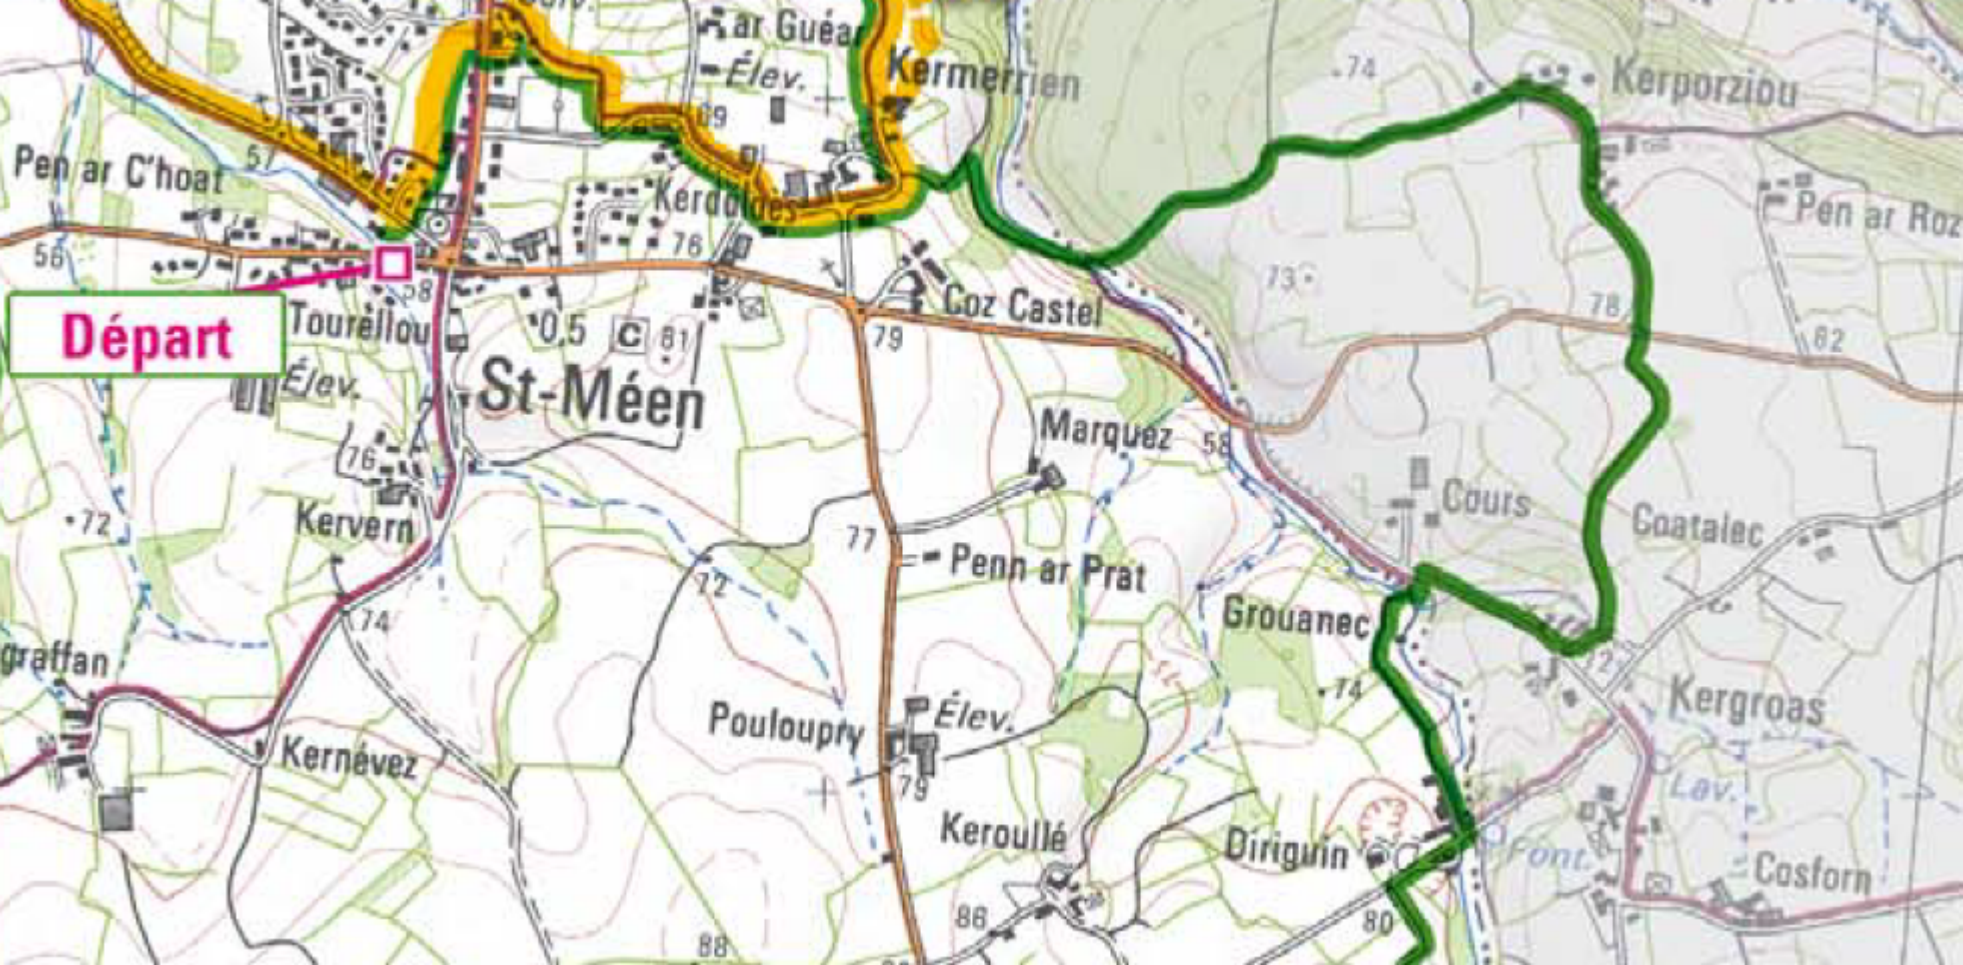 ar Guéar
Élev.
Kermerrien
74
Kerporziou
69
Pen ar C'hoat
57
Kerdoldès
Pen ar Roz
56
76
58
73
78
Coz Castel
Départ
Tourellou
0,5
C
81
79
62
Élev.
St-Méen
Marquez
58
76
Cours
72
Kervern
77
Coatalec
Penn ar Prat
72
74
Grouanec
graffan
74
Kergroas
Pouloupry
Élev.
Kernévez
79
Lav.
Keroullé
Diriguin
Font.
Cosforn
86
80
88